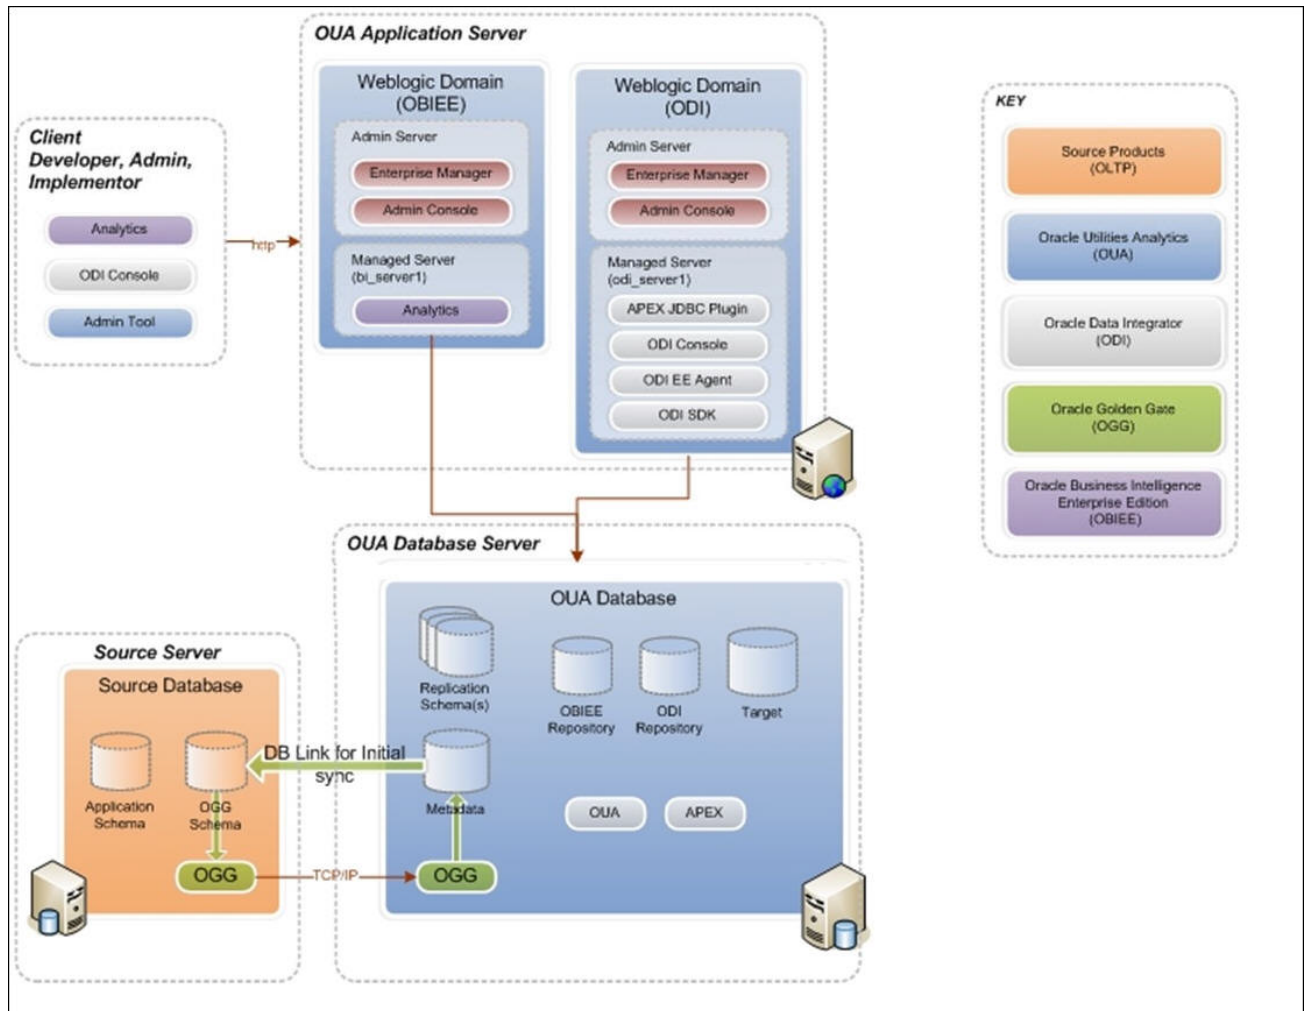 OUA Application Server
Weblogic Domain
(OBIEE)
Admin Server
Enterprise Manager
Admin Console
Managed Server
(bi_server1)
Analytics
Weblogic Domain
(ODI)
Admin Server
Enterprise Manager
Admin Console
Managed Server
(odi_server1)
APEX JDBC Plugin
ODI Console
ODI EE Agent
ODI SDK
Client
Developer, Admin,
Implementor
Analytics
ODI Console
Admin Tool
http
KEY
Source Products
(OLTP)
Oracle Utilities Analytics
(OUA)
Oracle Data Integrator
(ODI)
Oracle Golden Gate
(OGG)
Oracle Business Intelligence
Enterprise Edition
(OBIEE)
OUA Database Server
OUA Database
Replication
Schema(s)
OBIEE
Repository
ODI
Repository
Target
Metadata
OUA
APEX
OGG
Source Server
Source Database
Application
Schema
OGG
Schema
OGG
DB Link for Initial
sync
TCP/IP